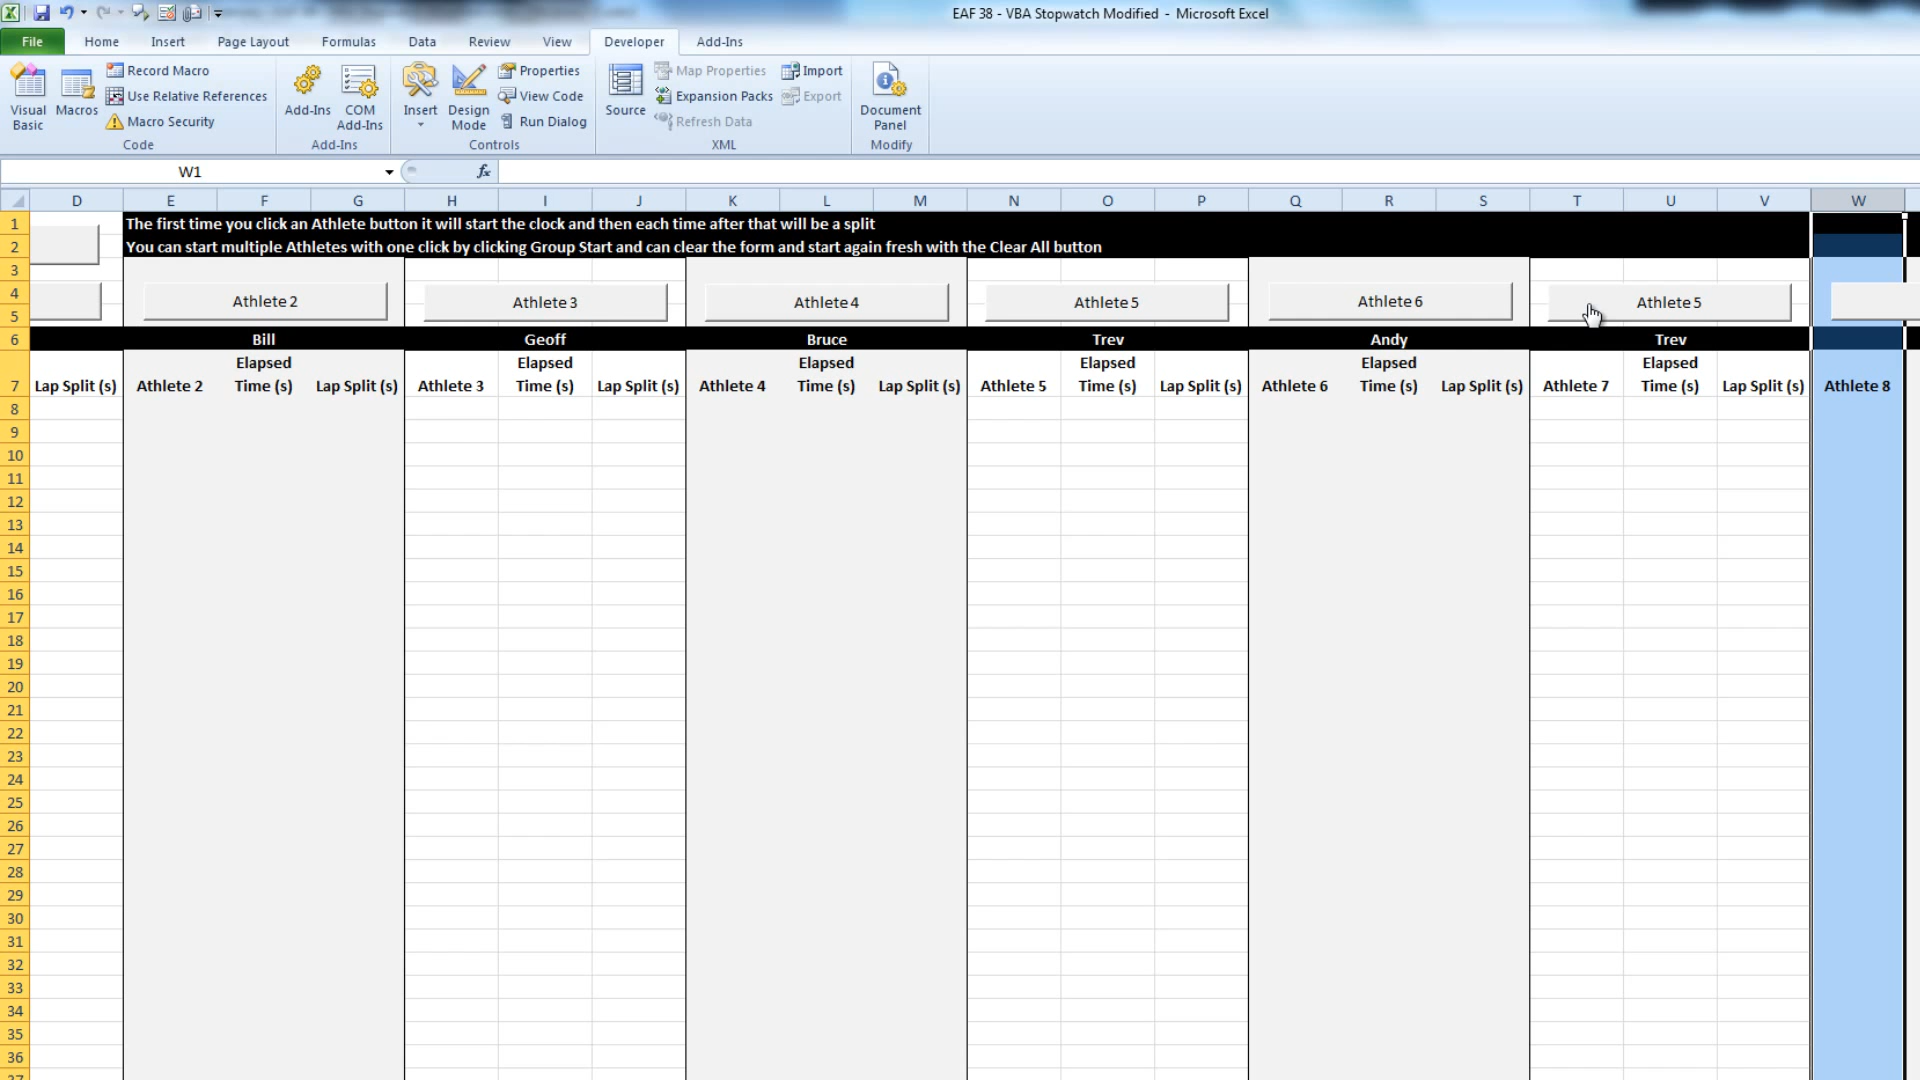 EAF 38 - VBA Stopwatch Modified - Microsoft Excel
File Home Insert Page Layout Formulas Data Review View Developer Add-Ins
Visual Basic
Macros
Record Macro
Use Relative References
Macro Security
Code
Add-Ins
COM Add-Ins
Add-Ins
Insert
Design Mode
Properties
View Code
Run Dialog
Controls
Source
Map Properties
Expansion Packs
Refresh Data
Import
Export
XML
Document Panel
Modify
W1 fx
D E F G H I J K L M N O P Q R S T U V W
1 The first time you click an Athlete button it will start the clock and then each time after that will be a split
2 You can start multiple Athletes with one click by clicking Group Start and can clear the form and start again fresh with the Clear All button
3
4 Athlete 2 Athlete 3 Athlete 4 Athlete 5 Athlete 6 Athlete 5
5
6 Bill Geoff Bruce Trev Andy Trev
7 Lap Split (s) Athlete 2 Elapsed Time (s) Lap Split (s) Athlete 3 Elapsed Time (s) Lap Split (s) Athlete 4 Elapsed Time (s) Lap Split (s) Athlete 5 Elapsed Time (s) Lap Split (s) Athlete 6 Elapsed Time (s) Lap Split (s) Athlete 7 Elapsed Time (s) Lap Split (s) Athlete 8
8
9
10
11
12
13
14
15
16
17
18
19
20
21
22
23
24
25
26
27
28
29
30
31
32
33
34
35
36
37